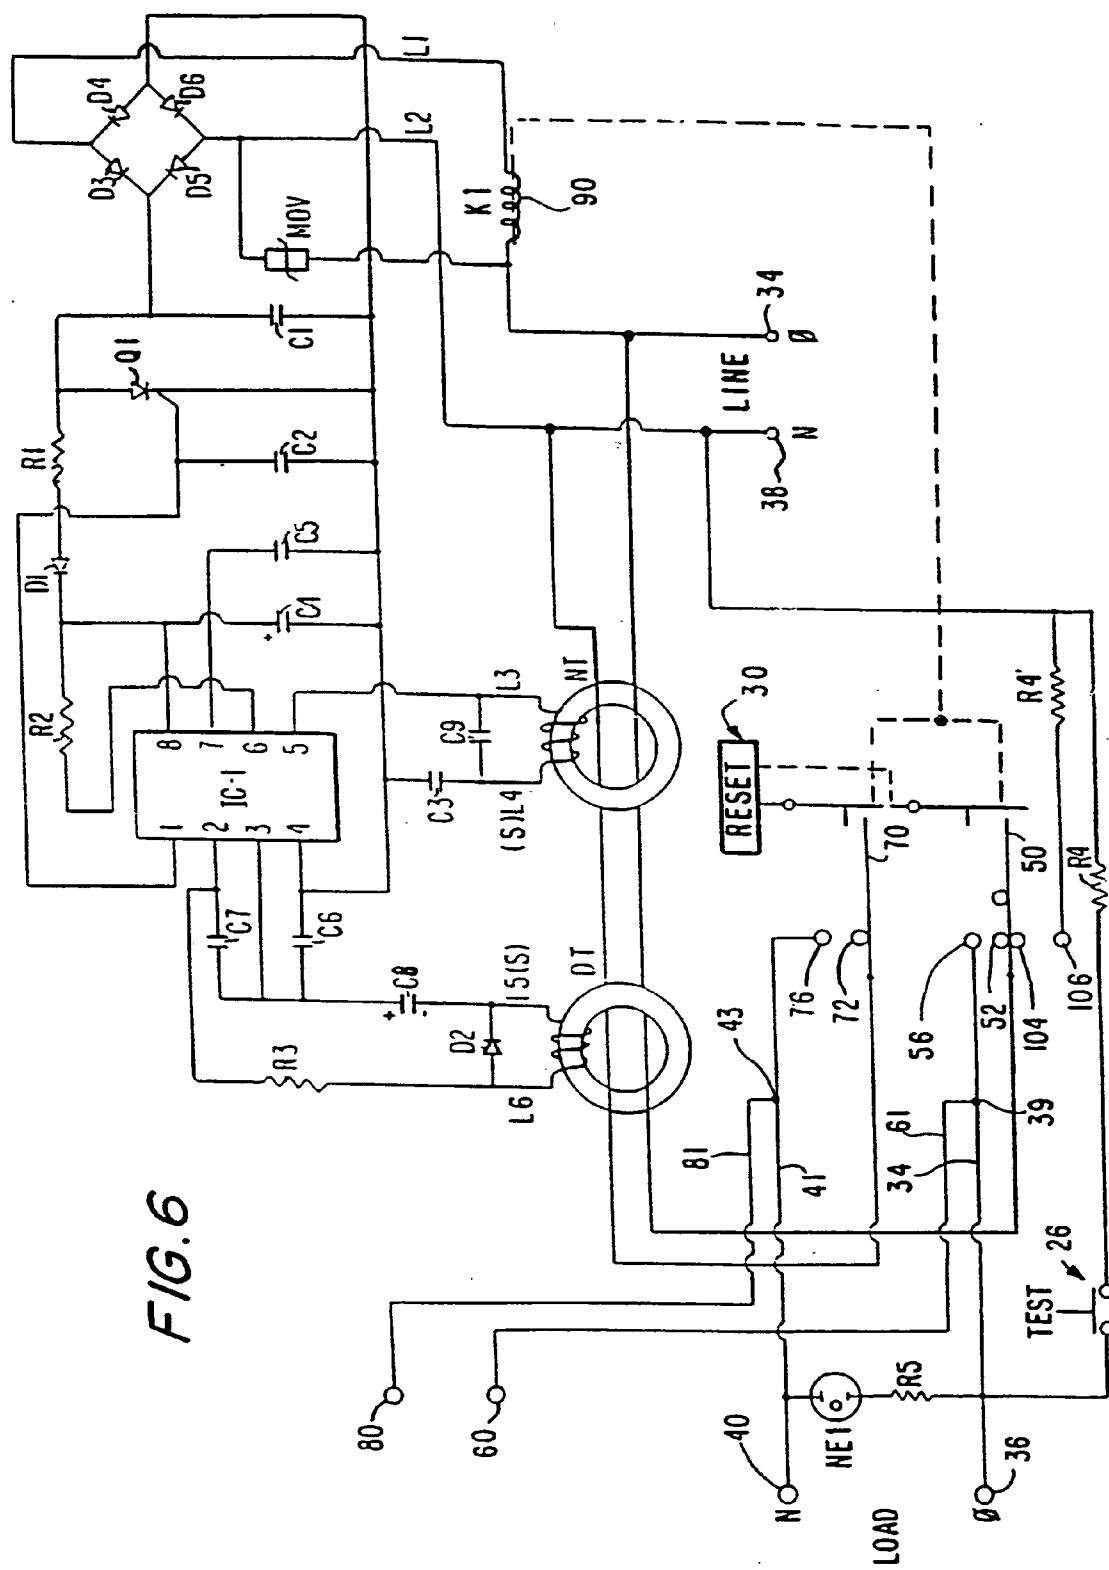 FIG.6
D4
D6
D3
D5
L1
L2
MOV
K1
90
C1
Q1
R1
C2
D1
C5
C1
+
R2
8
7
6
5
IC-1
1
2
3
4
C7
C6
C3
C9
L3
(S)L4
NT
LINE
34
Ø
38
N
R3
+
C8
-
D2
L5(S)
L6
DT
RESET
30
70
50
R4'
R4
76
72
56
52
104
106
43
81
41
61
34
39
TEST
26
80
60
40
N
NE1
R5
LOAD
Ø
36